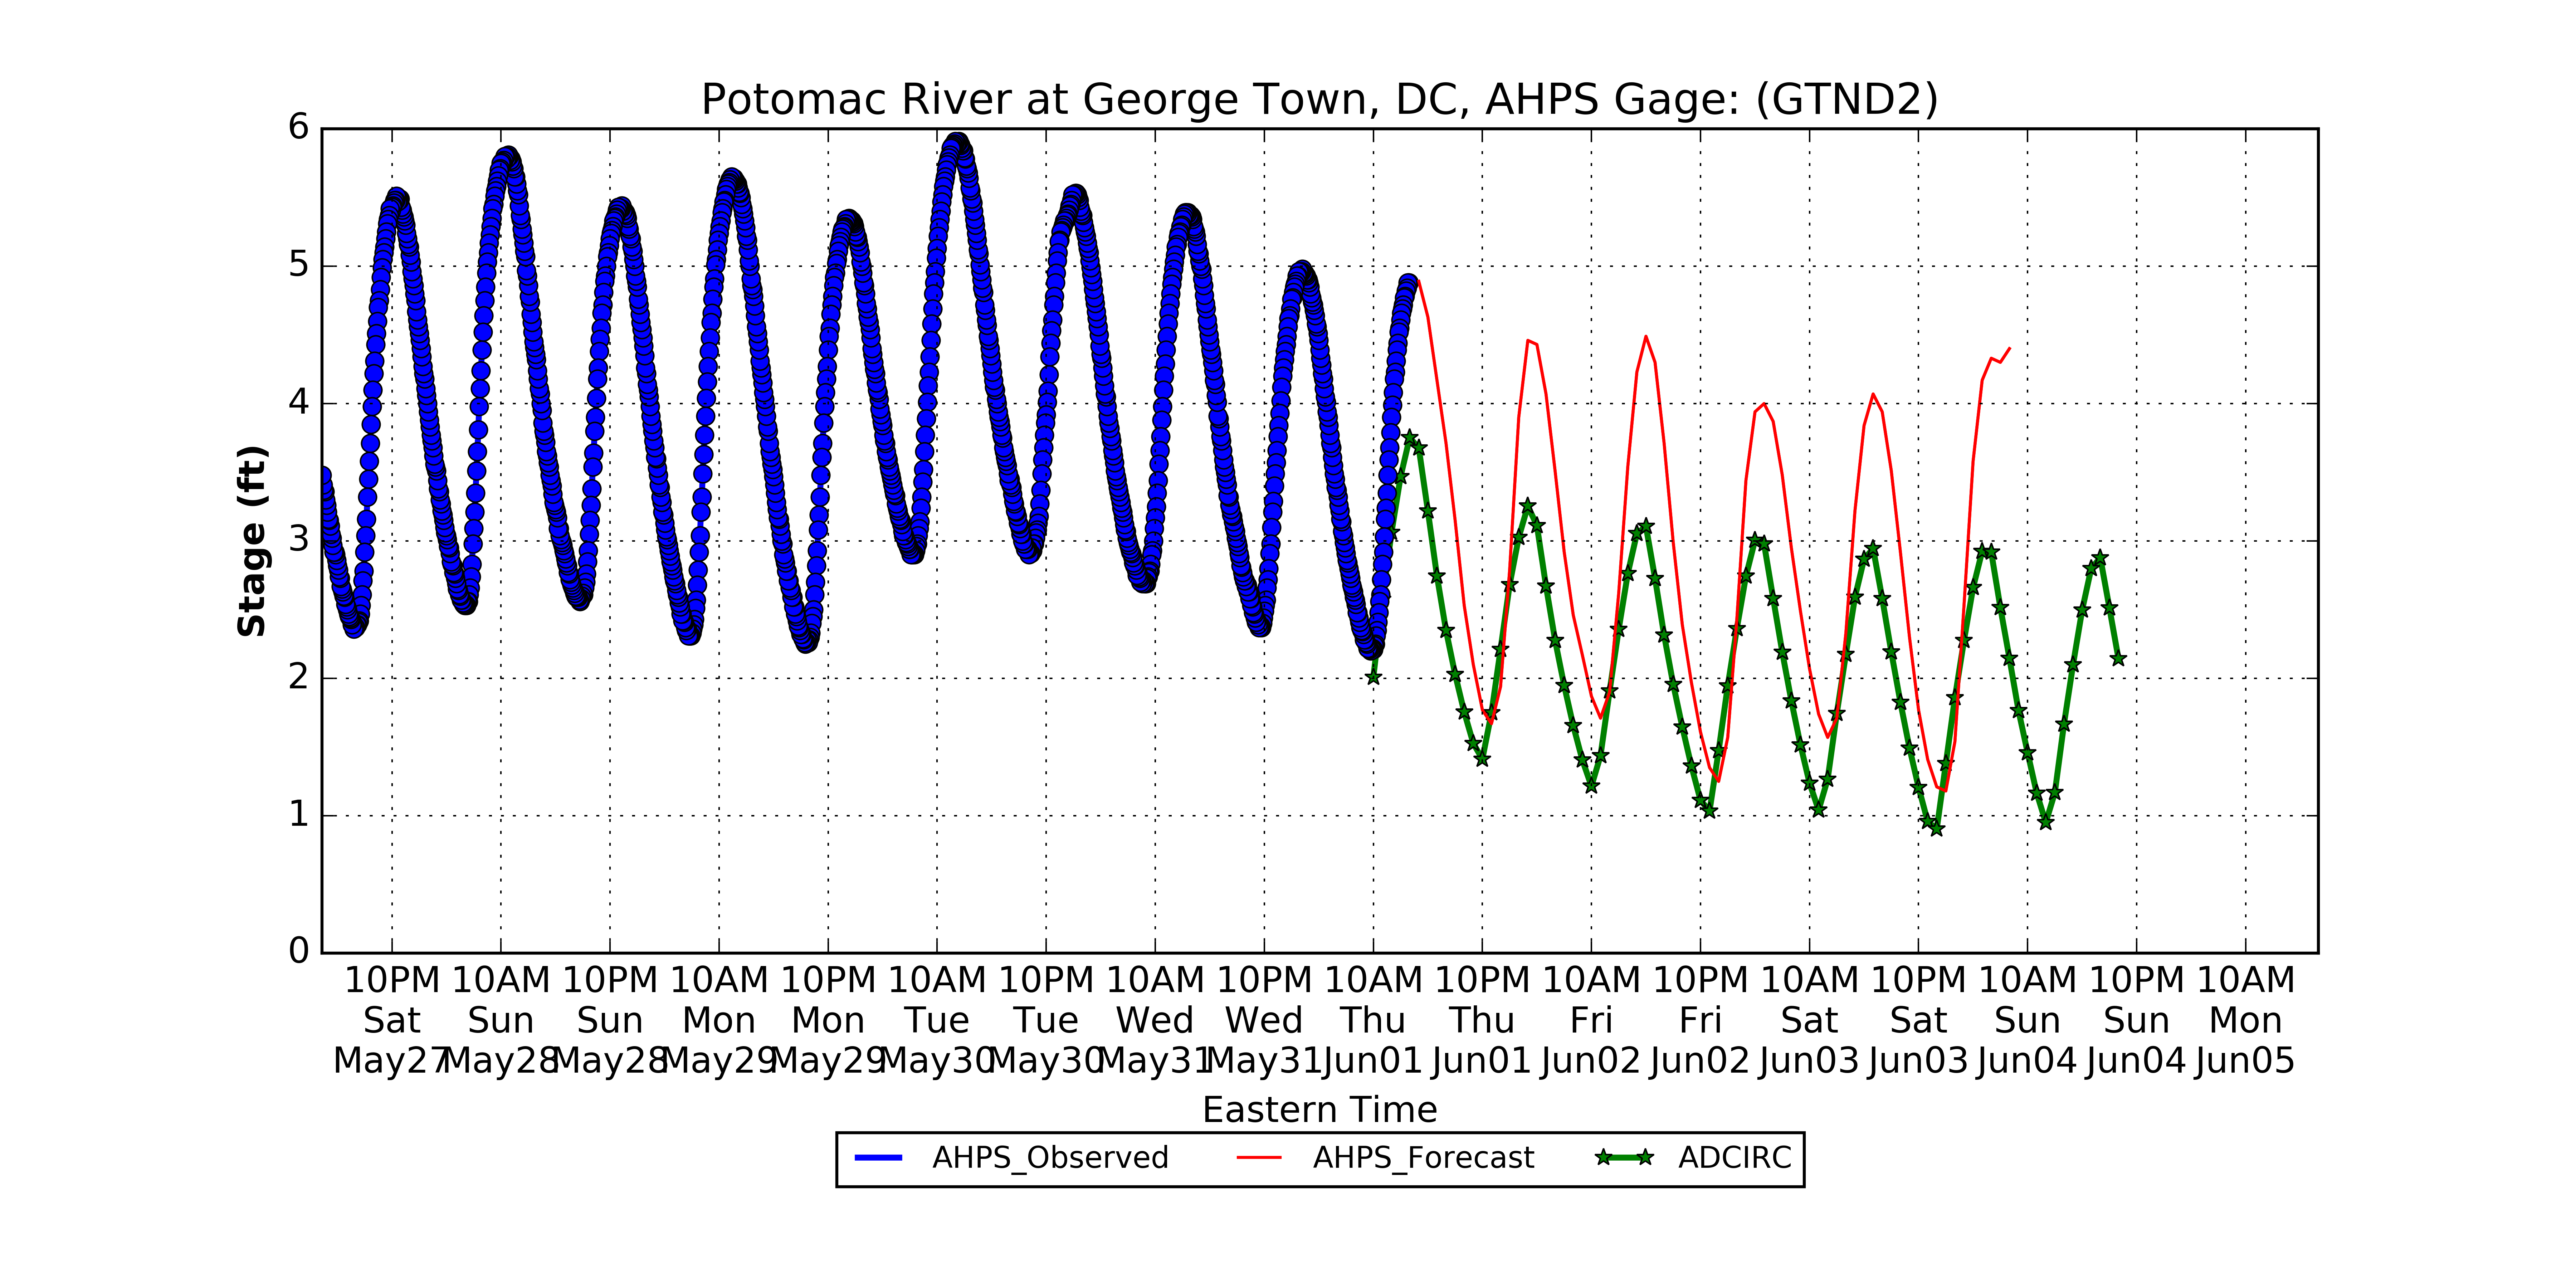 Potomac River at George Town, DC, AHPS Gage: (GTND2)
Stage (ft)
6
5
4
3
2
1
0
10PM 10AM 10PM 10AM 10PM 10AM 10PM 10AM 10PM 10AM 10PM 10AM 10PM 10AM 10PM 10AM 10PM 10AM
Sat Sun Sun Mon Mon Tue Tue Wed Wed Thu Thu Fri Fri Sat Sat Sun Sun Mon
May27 May28 May28 May29 May29 May30 May30 May31 May31 Jun01 Jun01 Jun02 Jun02 Jun03 Jun03 Jun04 Jun04 Jun05
Eastern Time
AHPS_Observed AHPS_Forecast ADCIRC